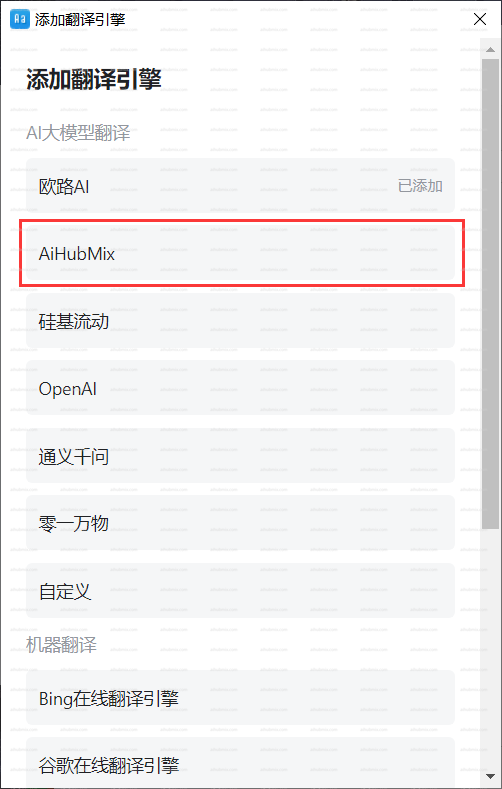 添加翻译引擎
添加翻译引擎
AI大模型翻译
欧路AI 已添加
AiHubMix
硅基流动
OpenAI
通义千问
零一万物
自定义
机器翻译
Bing在线翻译引擎
谷歌在线翻译引擎